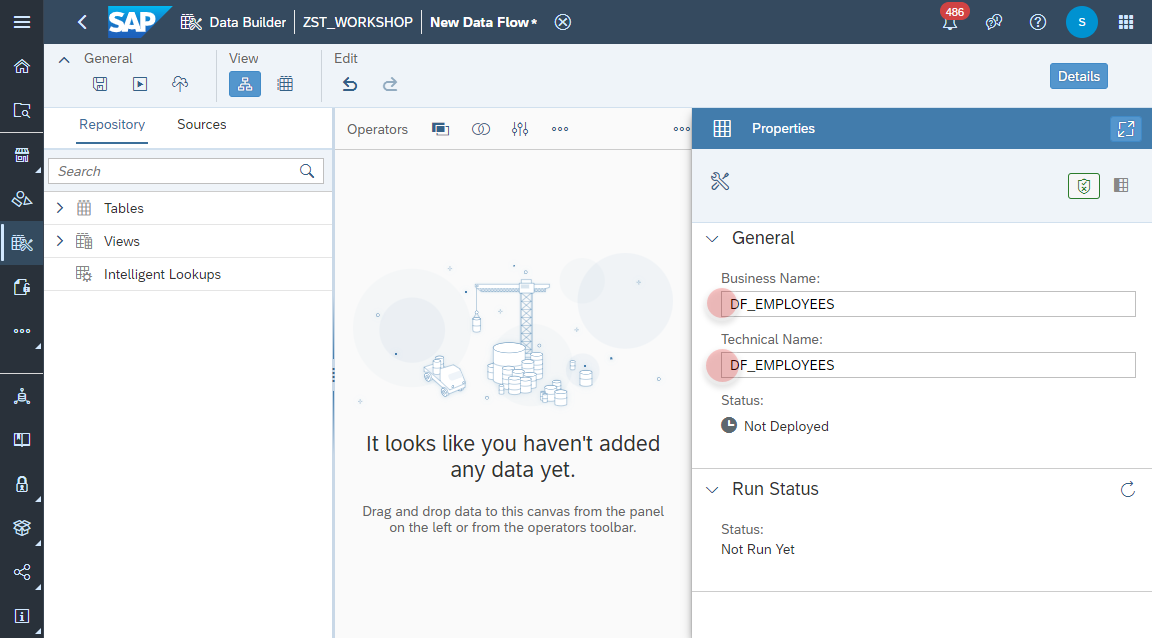 SAP Data Builder ZST_WORKSHOP New Data Flow* 486 S
General View Edit
Details
Repository Sources
Operators
Properties
Search
Tables
Views
Intelligent Lookups
General
Business Name:
DF_EMPLOYEES
Technical Name:
DF_EMPLOYEES
Status:
Not Deployed
It looks like you haven't added
any data yet.
Drag and drop data to this canvas from the panel
on the left or from the operators toolbar.
Run Status
Status:
Not Run Yet